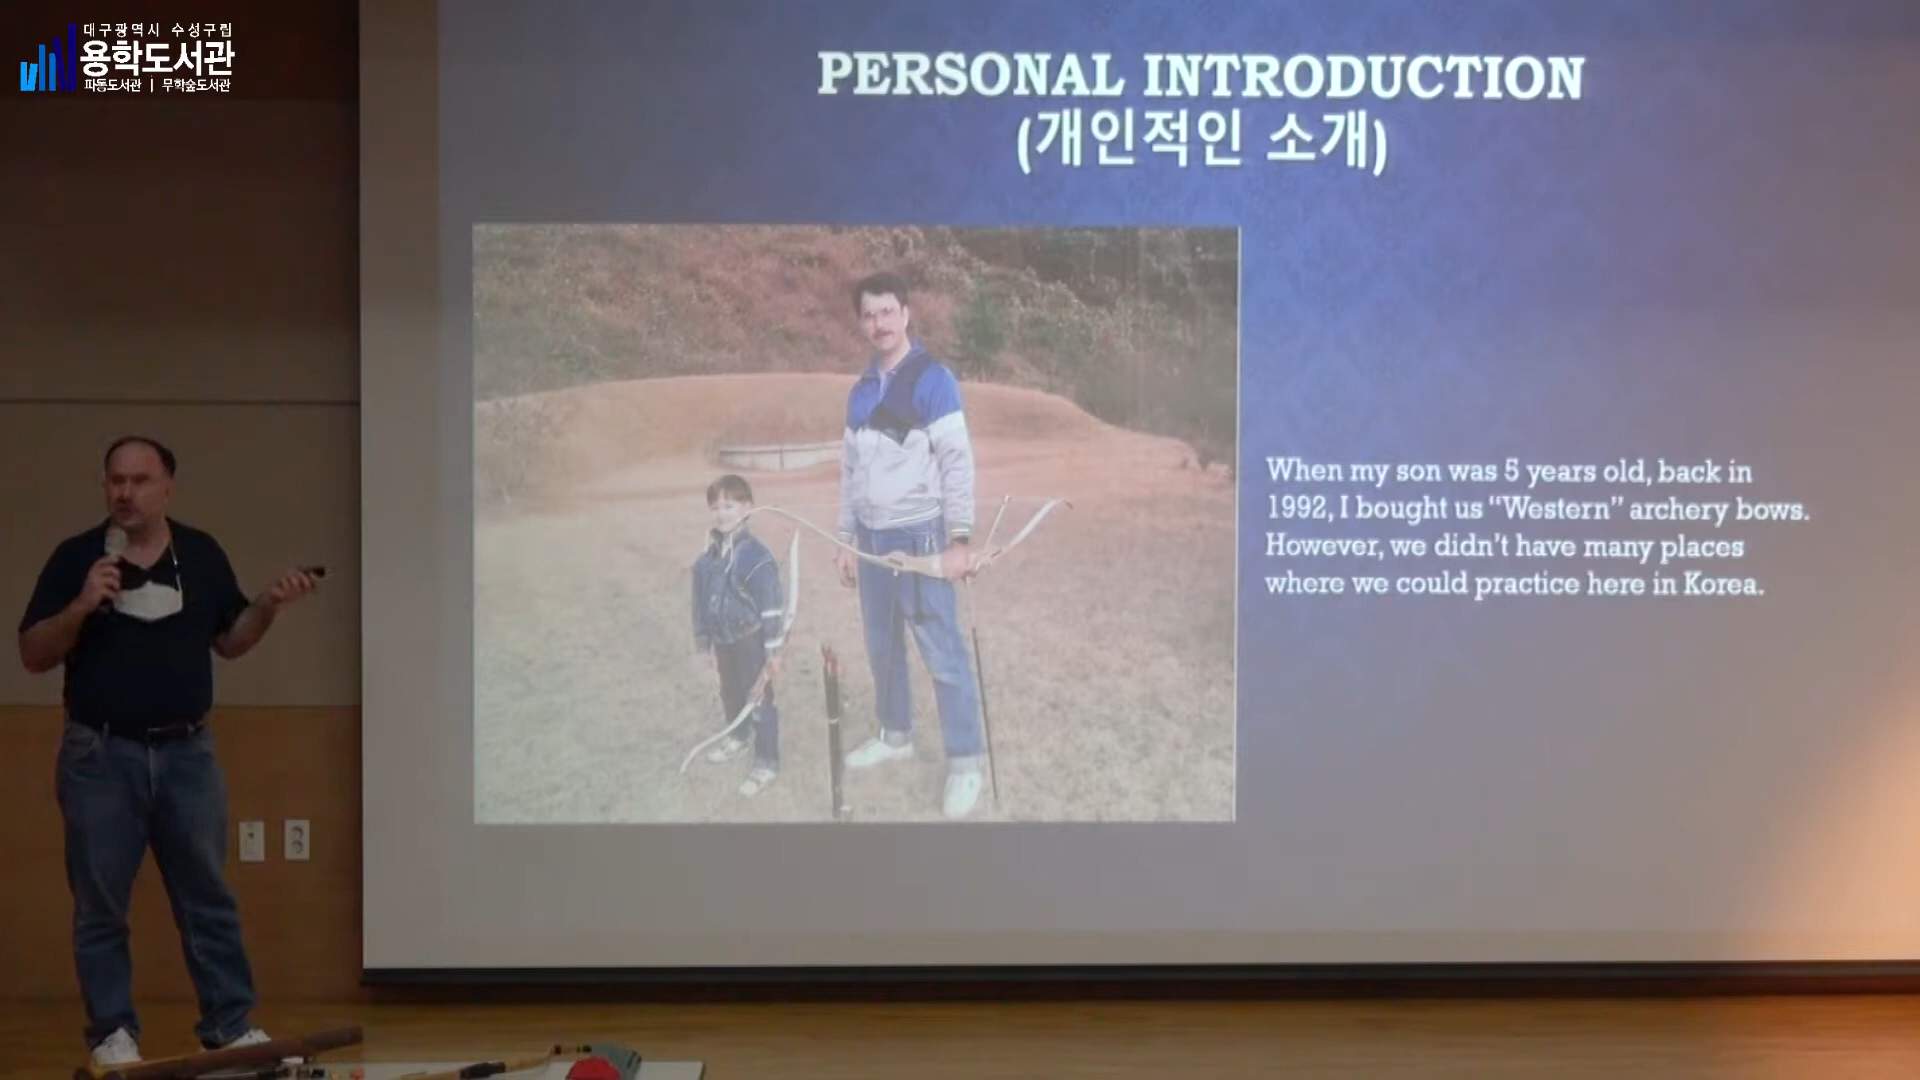 대구광역시 수성구립
용학도서관
파동도서관 | 무학숲도서관
PERSONAL INTRODUCTION
(개인적인 소개)
When my son was 5 years old, back in
1992, I bought us “Western” archery bows.
However, we didn’t have many places
where we could practice here in Korea.